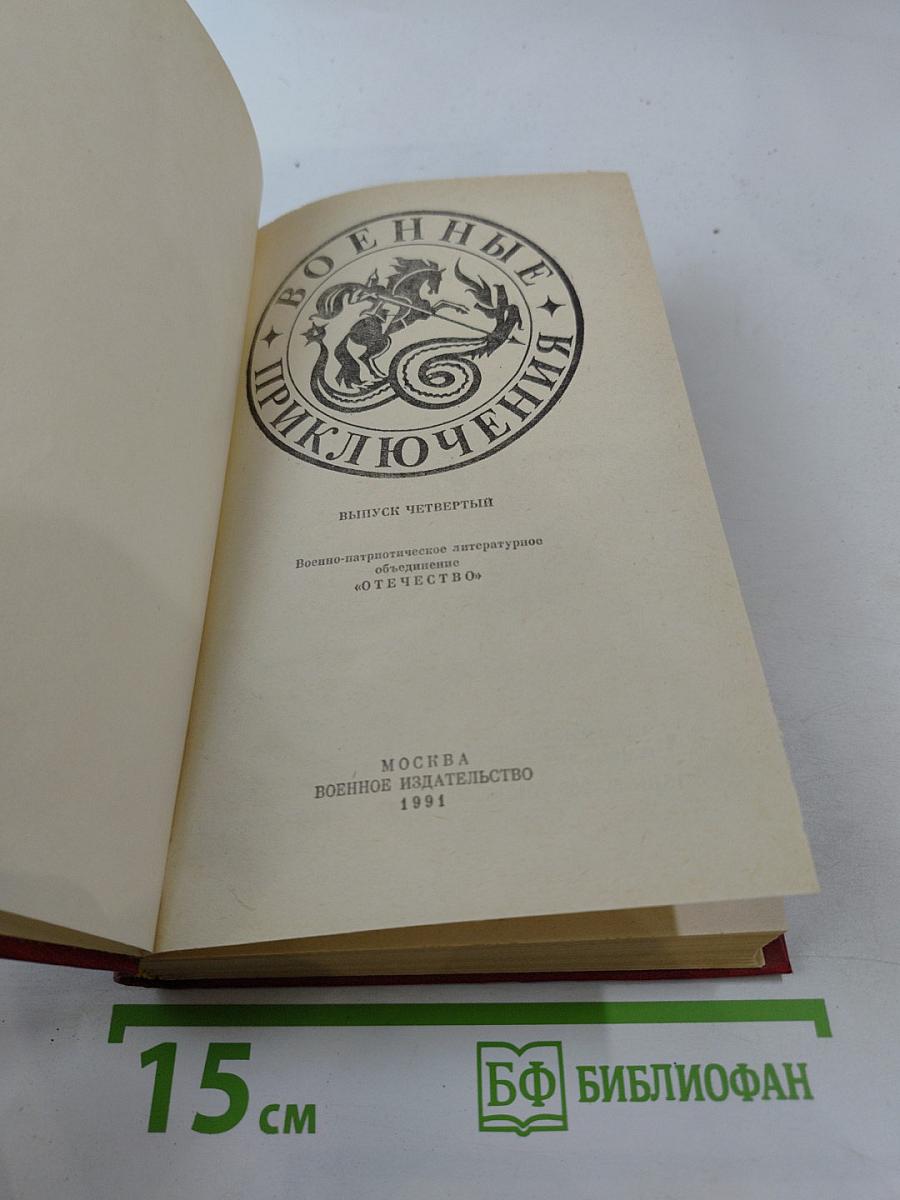 ВОЕННЫЕ
ПРИКЛЮЧЕНИЯ
ВЫПУСК ЧЕТВЕРТЫЙ
Военно-патриотическое литературное
объединение
«ОТЕЧЕСТВО»
МОСКВА
ВОЕННОЕ ИЗДАТЕЛЬСТВО
1991
15 см
БФ БИБЛИОФАН